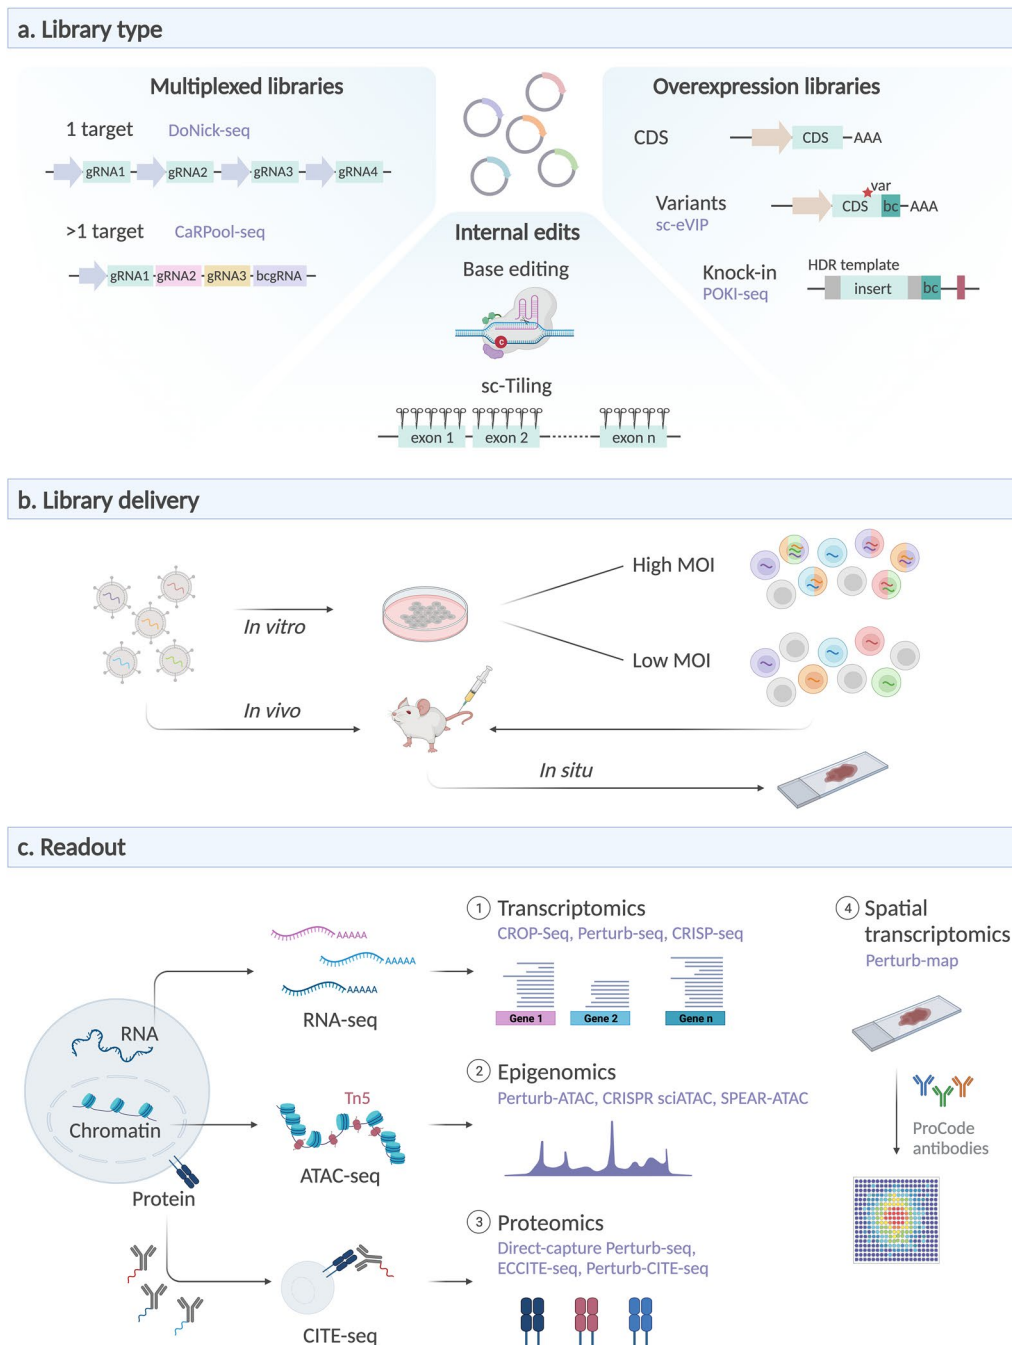 a. Library type
Multiplexed libraries
1 target DoNick-seq
gRNA1 gRNA2 gRNA3 gRNA4
>1 target CaRPool-seq
gRNA1 gRNA2 gRNA3 bcgRNA
Internal edits
Base editing
C
sc-Tiling
exon 1 exon 2 exon n
Overexpression libraries
CDS
CDS AAA
Variants
sc-eVIP
var
CDS bc AAA
Knock-in
POKI-seq
HDR template
insert bc
b. Library delivery
In vitro
High MOI
Low MOI
In vivo
In situ
c. Readout
RNA
Chromatin
Protein
AAAAA
AAAAA
AAAAA
RNA-seq
Tn5
ATAC-seq
CITE-seq
1 Transcriptomics
CROP-Seq, Perturb-seq, CRISP-seq
Gene 1 Gene 2 Gene n
2 Epigenomics
Perturb-ATAC, CRISPR sciATAC, SPEAR-ATAC
3 Proteomics
Direct-capture Perturb-seq,
ECCITE-seq, Perturb-CITE-seq
4 Spatial
transcriptomics
Perturb-map
ProCode
antibodies